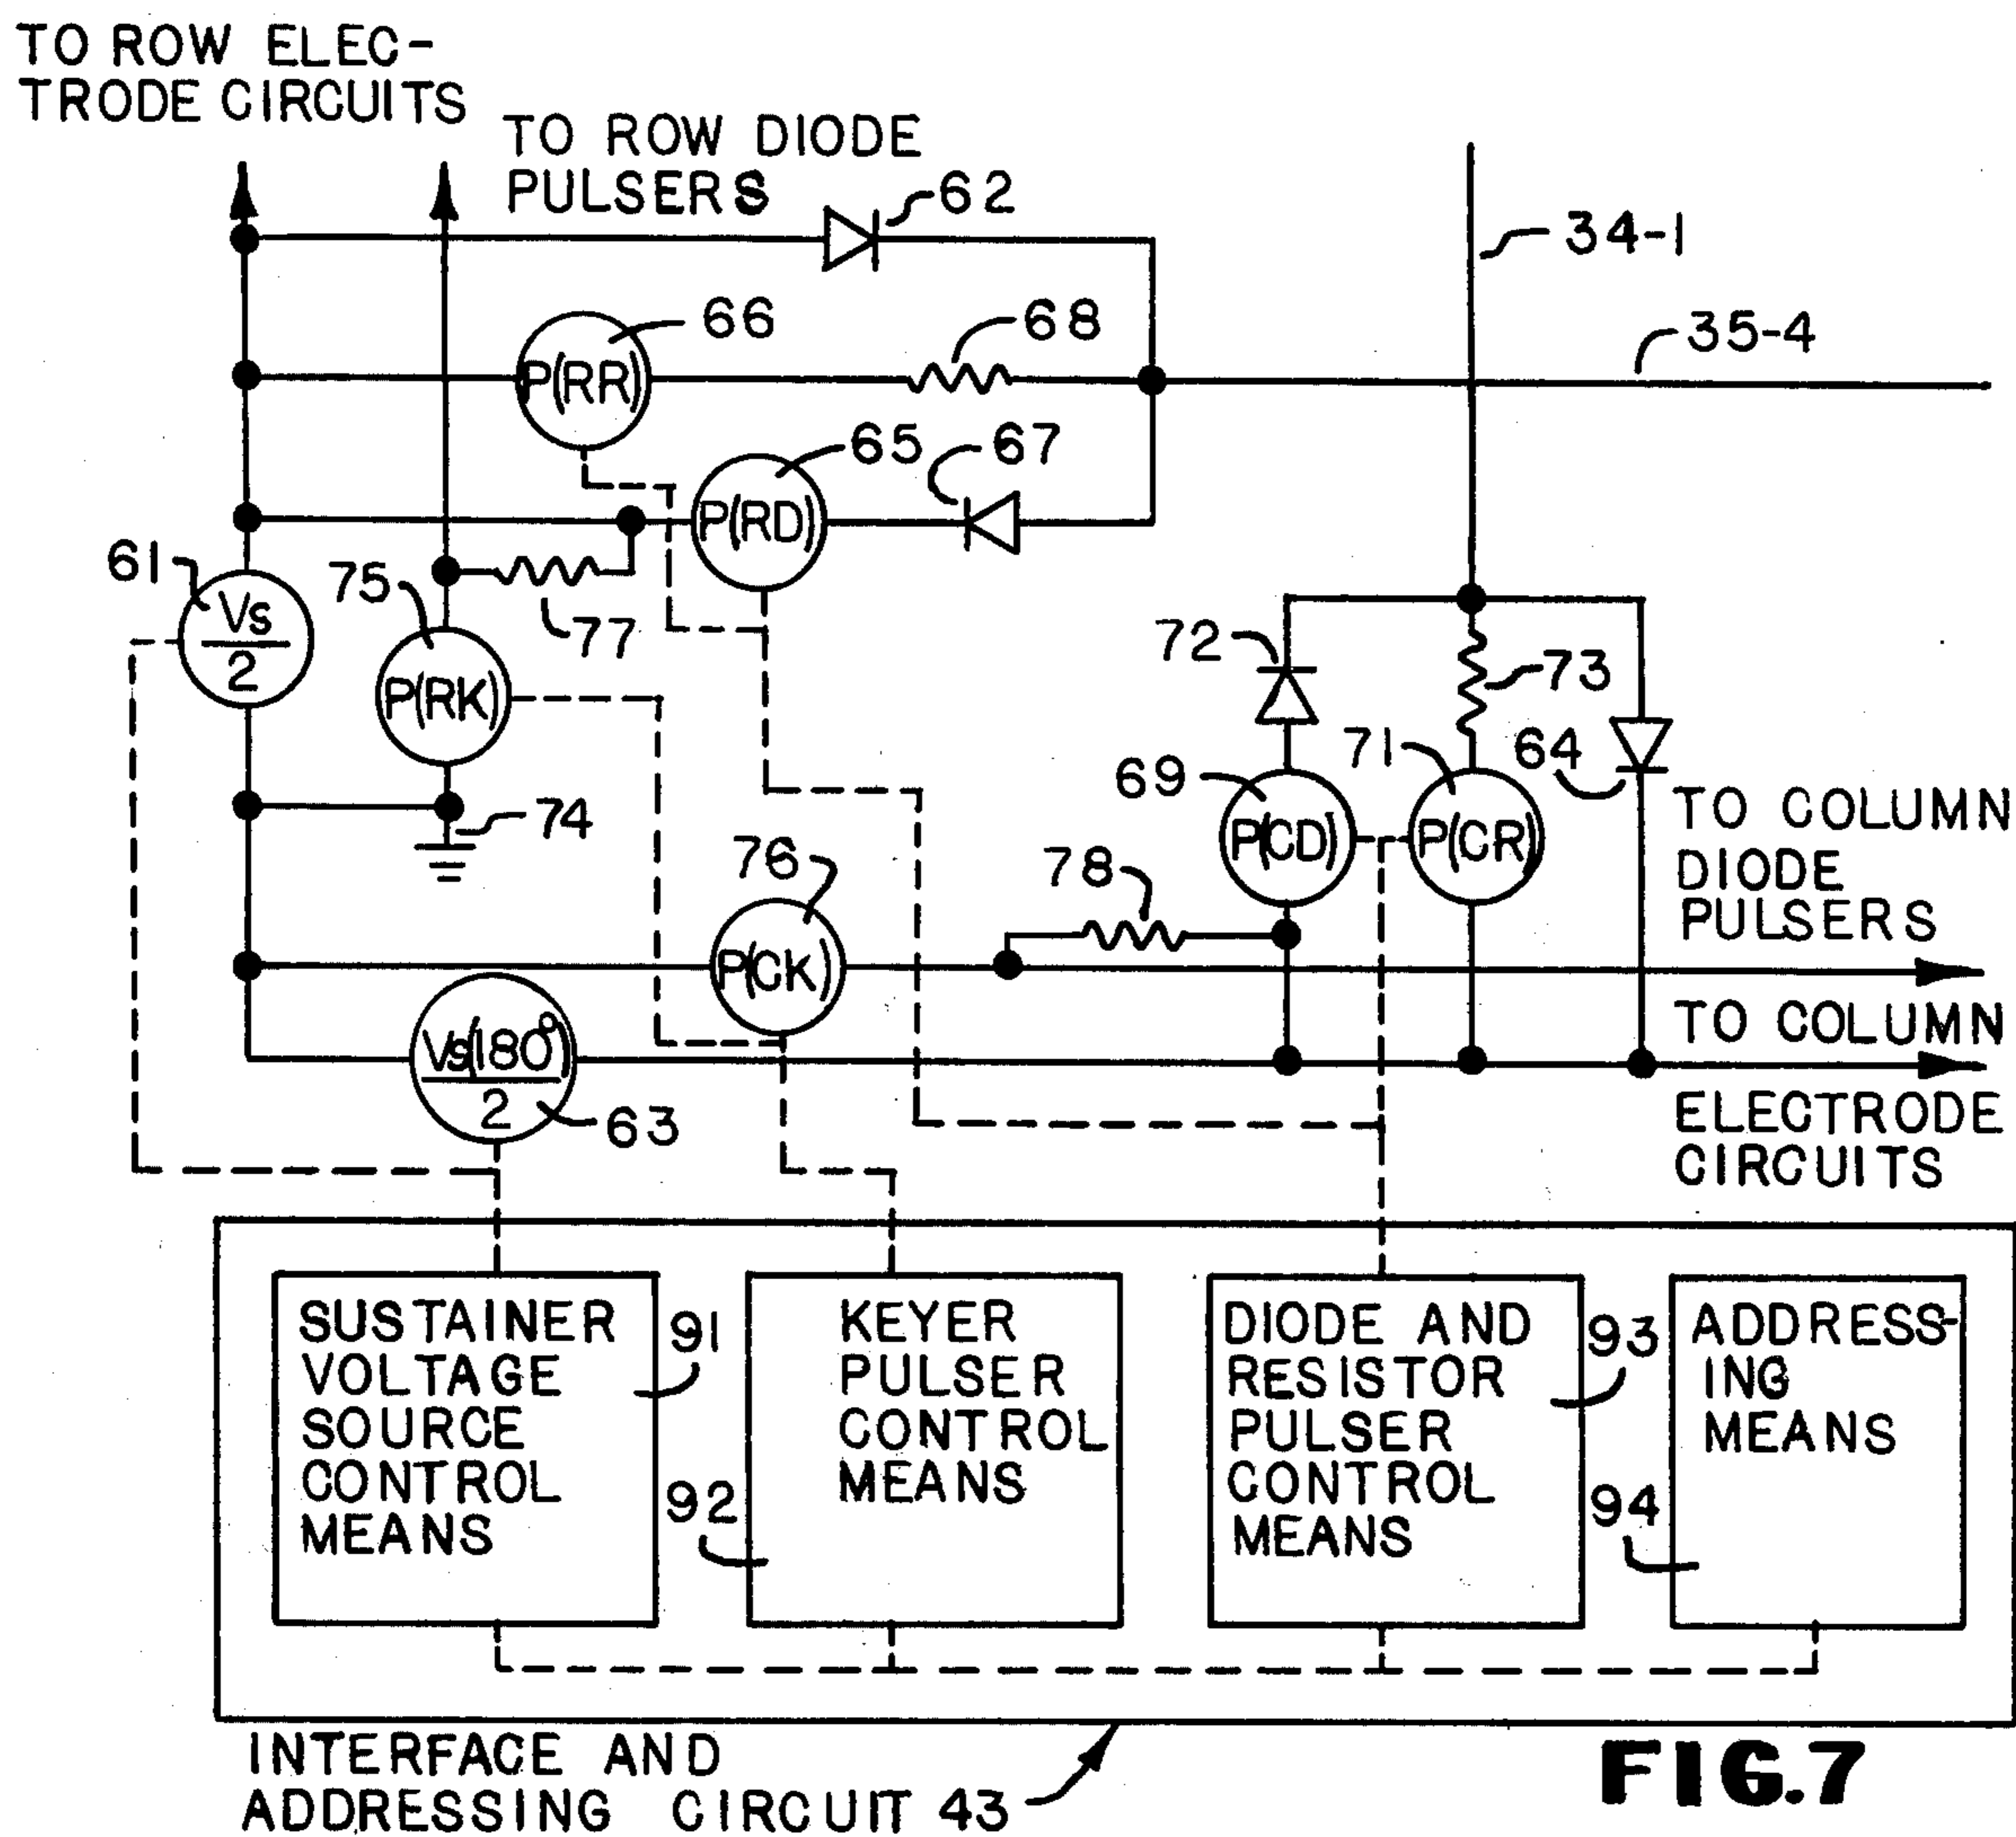 TO ROW ELEC-
TRODE CIRCUITS
TO ROW DIODE
PULSERS
62
34-1
66
68
35-4
P(RR)
65
67
P(RD)
61
75
77
Vs
2
P(RK)
72
73
71
64
69
74
P(CD)
P(CR)
TO COLUMN
DIODE
PULSERS
76
78
P(CK)
TO COLUMN
ELECTRODE
CIRCUITS
Vs(180°)
2
63
SUSTAINER
VOLTAGE
SOURCE
CONTROL
MEANS
91
KEYER
PULSER
CONTROL
MEANS
92
DIODE AND
RESISTOR
PULSER
CONTROL
MEANS
93
ADDRESS-
ING
MEANS
94
INTERFACE AND
ADDRESSING CIRCUIT 43
FIG.7